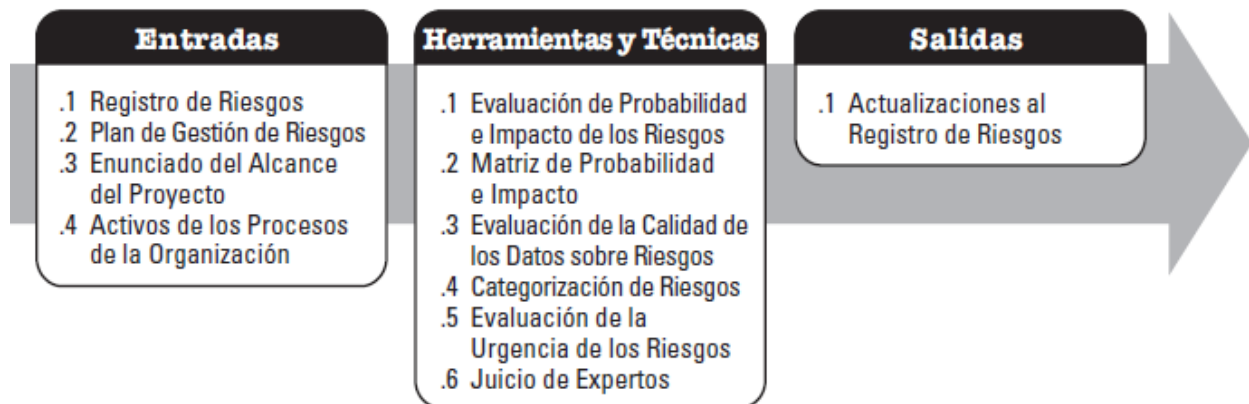 Entradas
.1 Registro de Riesgos
.2 Plan de Gestión de Riesgos
.3 Enunciado del Alcance
del Proyecto
.4 Activos de los Procesos
de la Organización
Herramientas y Técnicas
.1 Evaluación de Probabilidad
e Impacto de los Riesgos
.2 Matriz de Probabilidad
e Impacto
.3 Evaluación de la Calidad de
los Datos sobre Riesgos
.4 Categorización de Riesgos
.5 Evaluación de la
Urgencia de los Riesgos
.6 Juicio de Expertos
Salidas
.1 Actualizaciones al
Registro de Riesgos